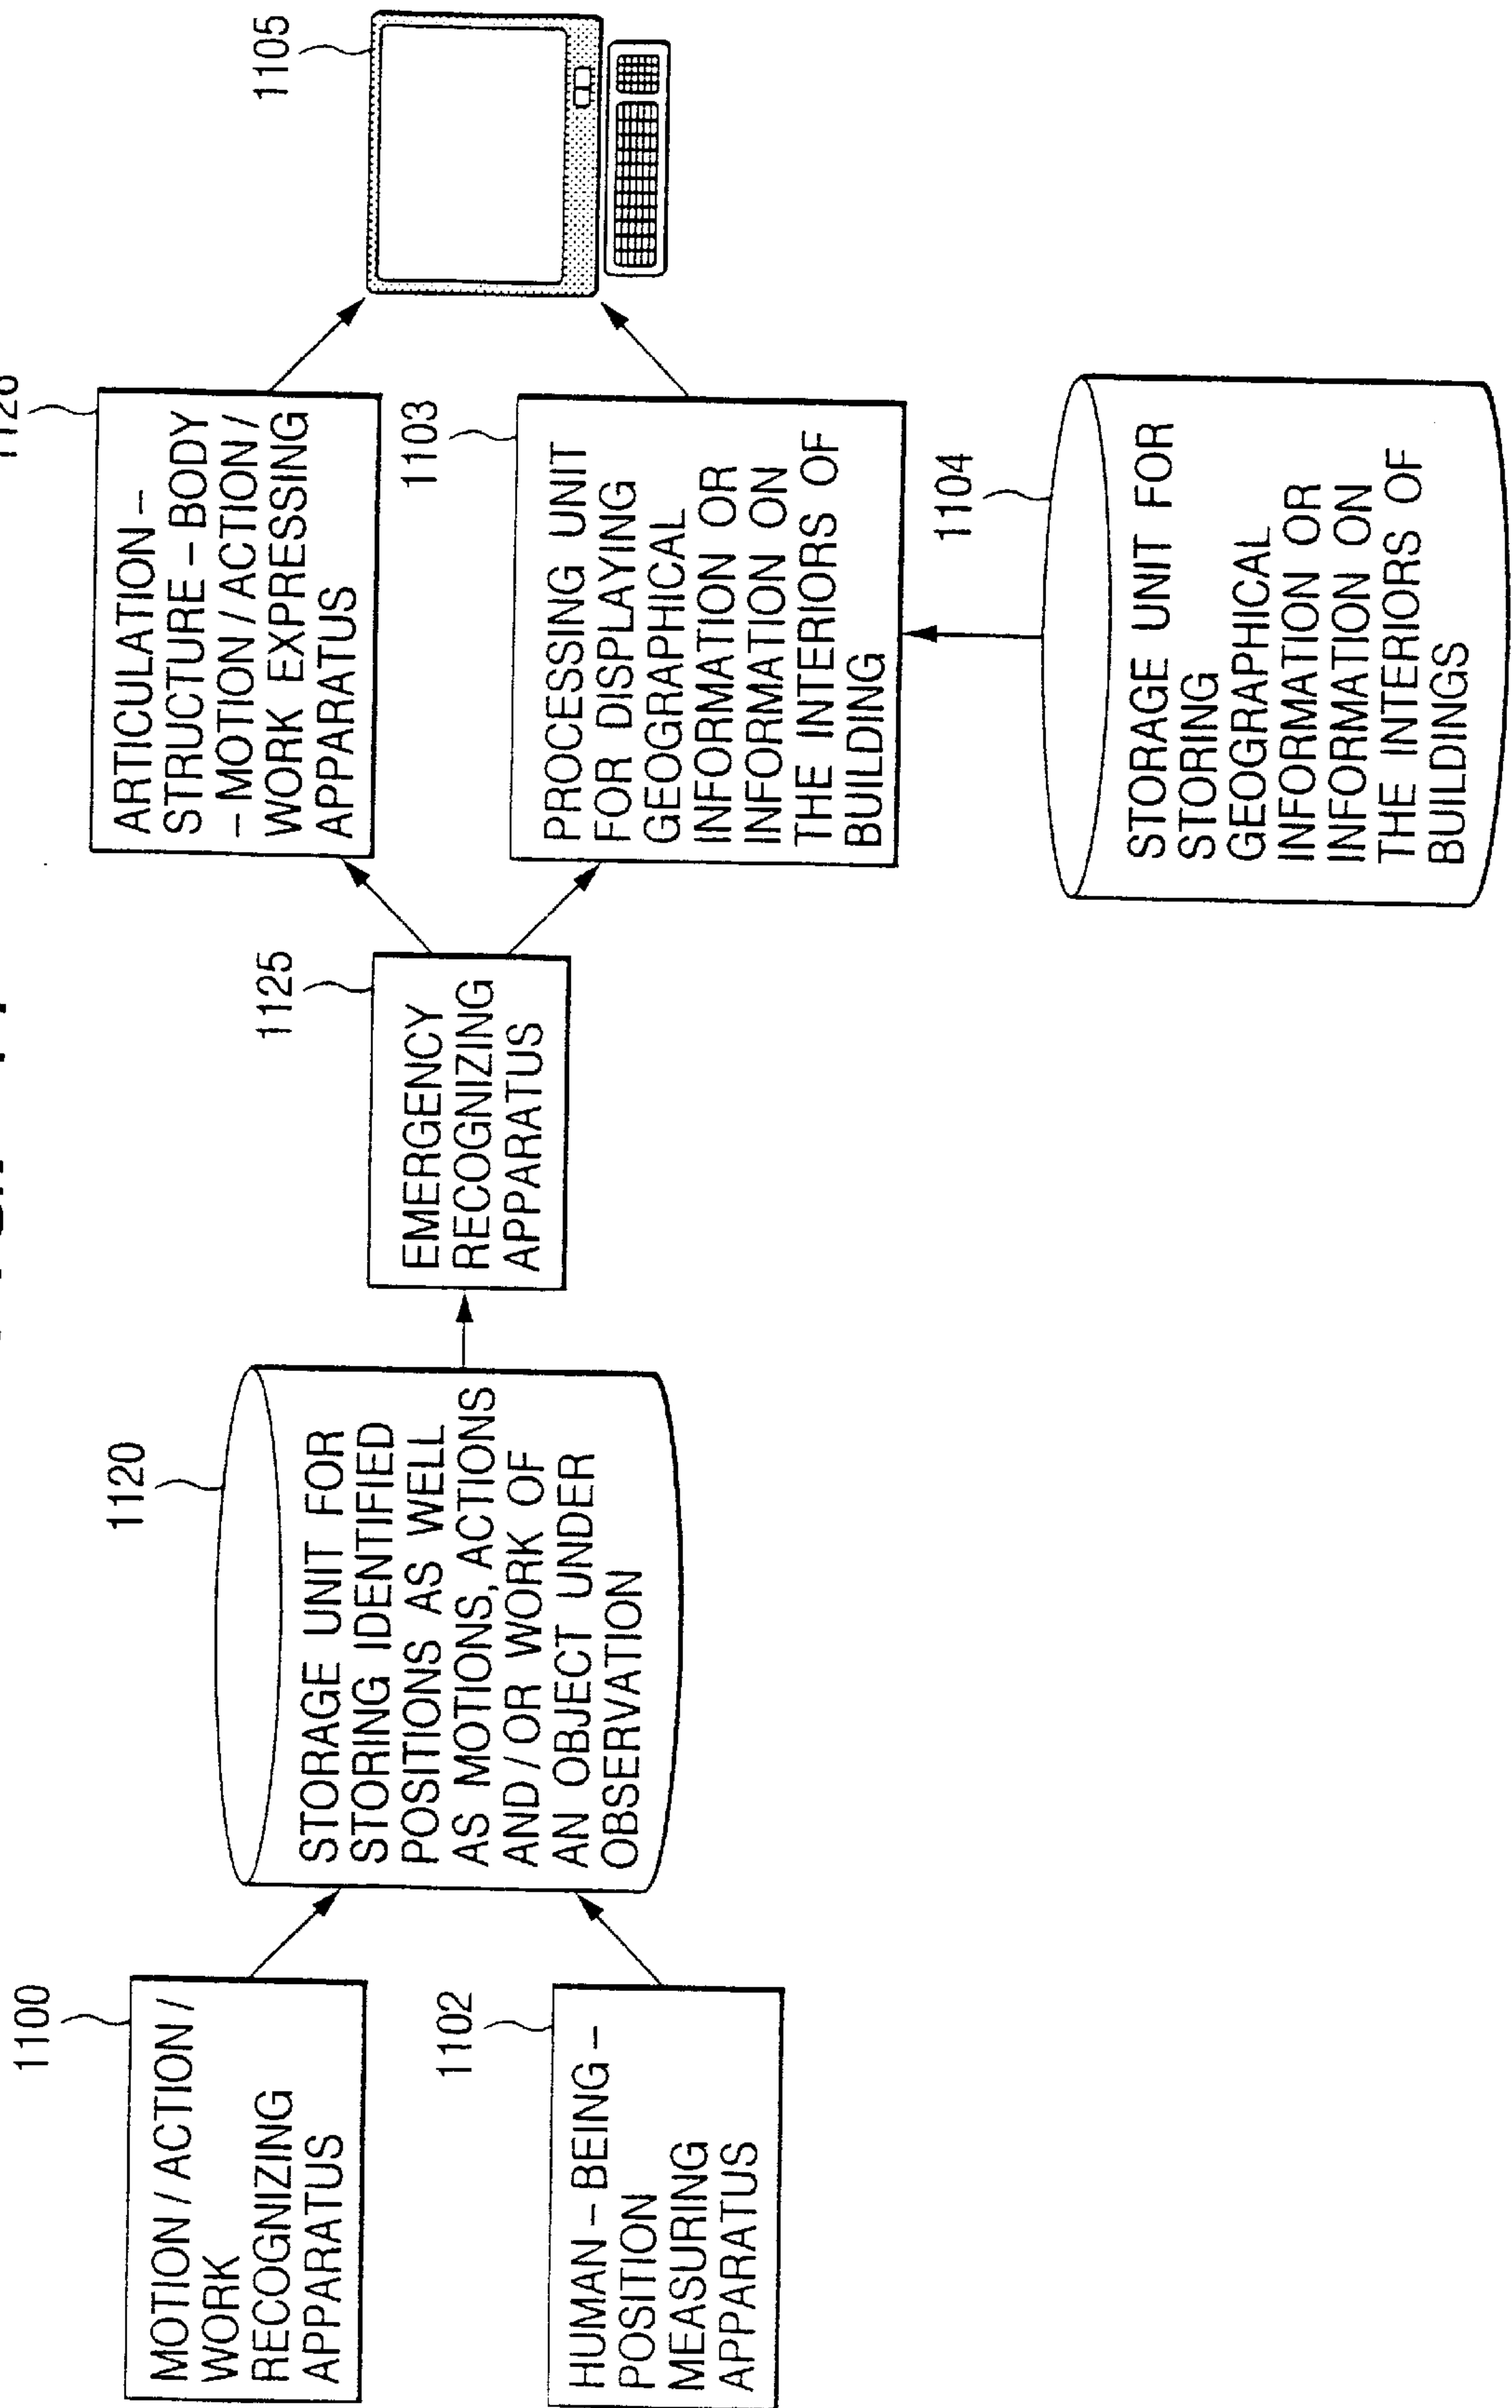 1100
MOTION / ACTION /
WORK
RECOGNIZING
APPARATUS
1102
HUMAN – BEING –
POSITION
MEASURING
APPARATUS
1120
STORAGE UNIT FOR
STORING IDENTIFIED
POSITIONS AS WELL
AS MOTIONS, ACTIONS
AND / OR WORK OF
AN OBJECT UNDER
OBSERVATION
1125
EMERGENCY
RECOGNIZING
APPARATUS
ARTICULATION –
STRUCTURE – BODY
– MOTION / ACTION /
WORK EXPRESSING
APPARATUS
1103
PROCESSING UNIT
FOR DISPLAYING
GEOGRAPHICAL
INFORMATION OR
INFORMATION ON
THE INTERIORS OF
BUILDING
1104
STORAGE UNIT FOR
STORING
GEOGRAPHICAL
INFORMATION OR
INFORMATION ON
THE INTERIORS OF
BUILDINGS
1105